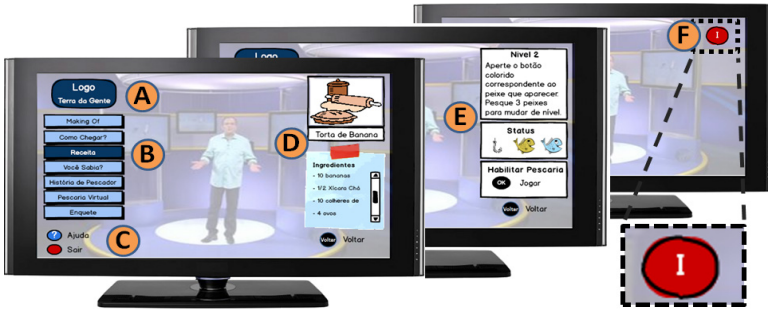 Logo
Terra da Gente
A
Making Of
Como Chegar?
Receita
Você Sabia?
História de Pescador
Pescaria Virtual
Enquete
B
? Ajuda
Sair
C
D
Torta de Banana
Ingredientes
- 10 bananas
- 1/2 Xícara Chá
- 10 colheres de
- 4 ovos
Voltar Voltar
Logo
E
Nível 2
Aperte o botão
colorido
correspondente ao
peixe que aparecer.
Pesque 3 peixes
para mudar de nível.
Status
Habilitar Pescaria
OK Jogar
Voltar Voltar
F
I
I